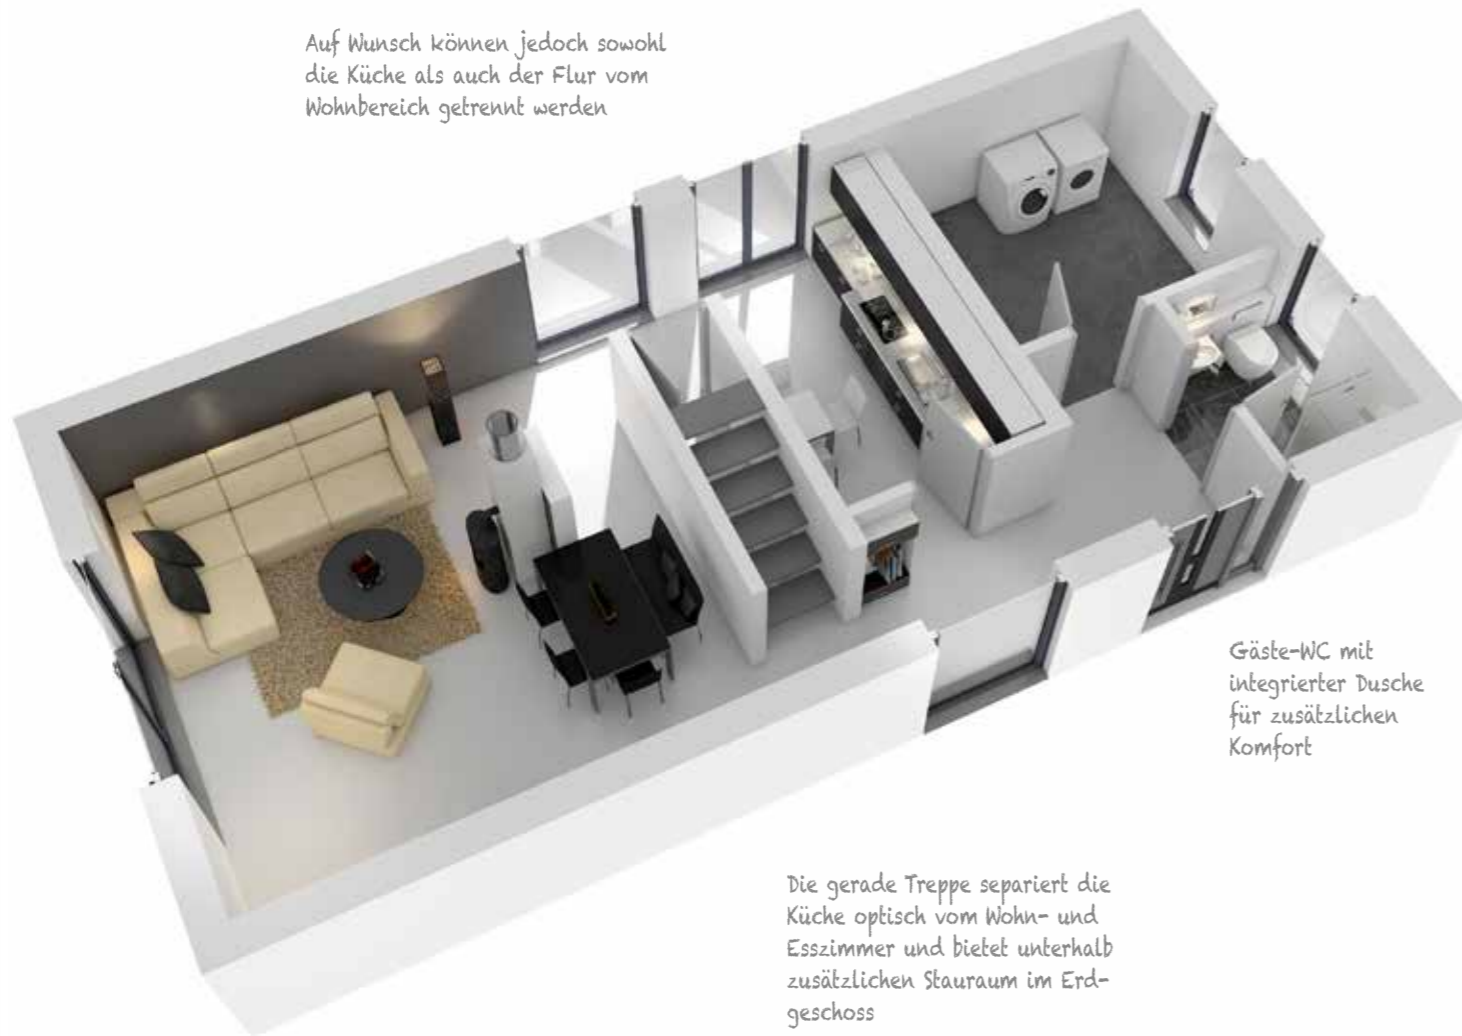 Auf Wunsch können jedoch sowohl
die Küche als auch der Flur vom
Wohnbereich getrennt werden
Gäste-WC mit
integrierter Dusche
für zusätzlichen
Komfort
Die gerade Treppe separiert die
Küche optisch vom Wohn- und
Esszimmer und bietet unterhalb
zusätzlichen Stauraum im Erd-
geschoss